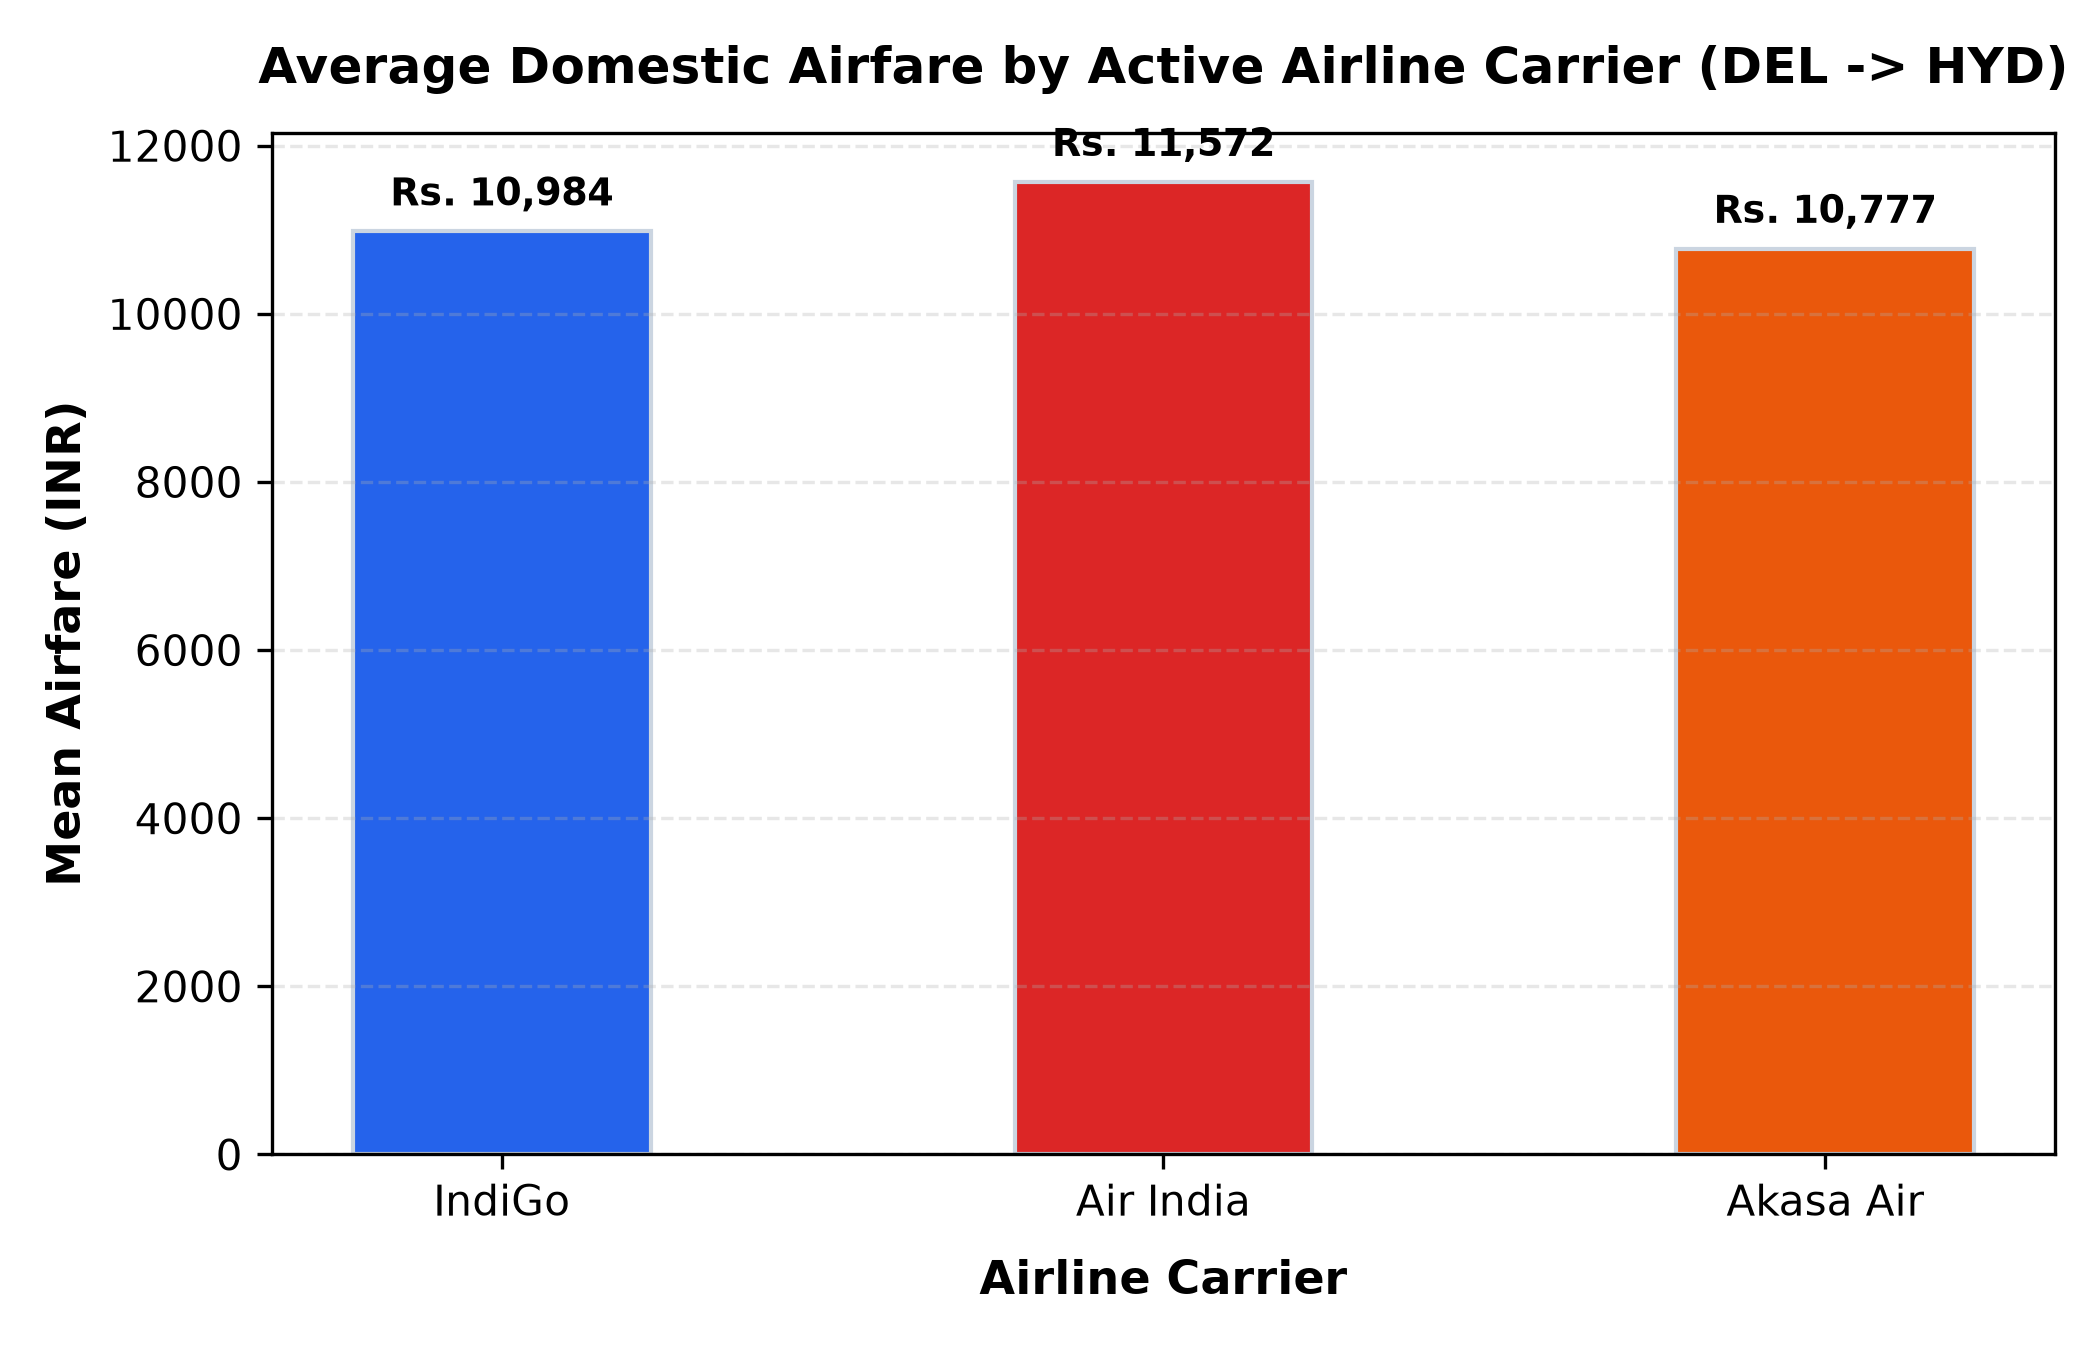 Average Domestic Airfare by Active Airline Carrier (DEL -> HYD)
12000
10000
8000
6000
4000
2000
0
Mean Airfare (INR)
Rs. 10,984
Rs. 11,572
Rs. 10,777
IndiGo
Air India
Akasa Air
Airline Carrier